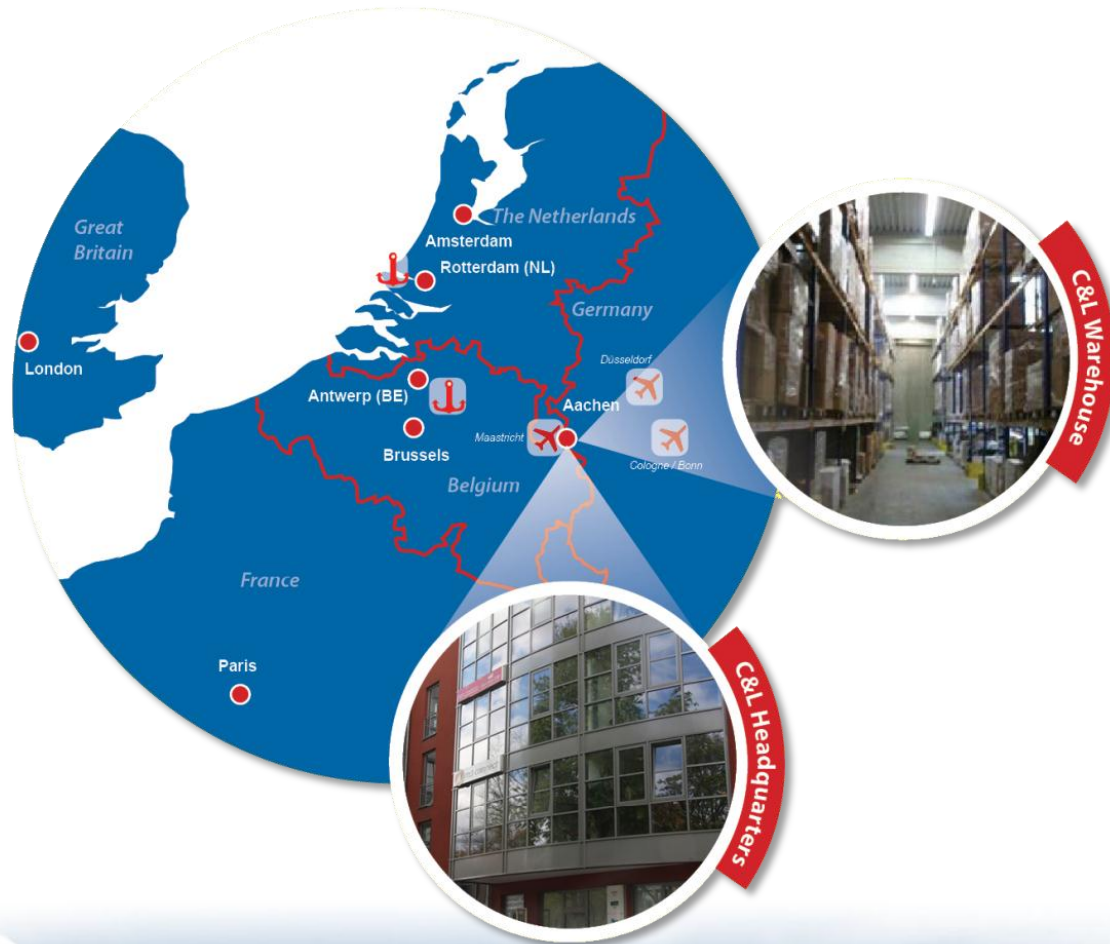 Great
Britain
The Netherlands
Amsterdam
Rotterdam (NL)
Germany
London
Düsseldorf
Antwerp (BE)
Aachen
Maastricht
Brussels
Cologne / Bonn
Belgium
France
Paris
C&L Warehouse
C&L Headquarters